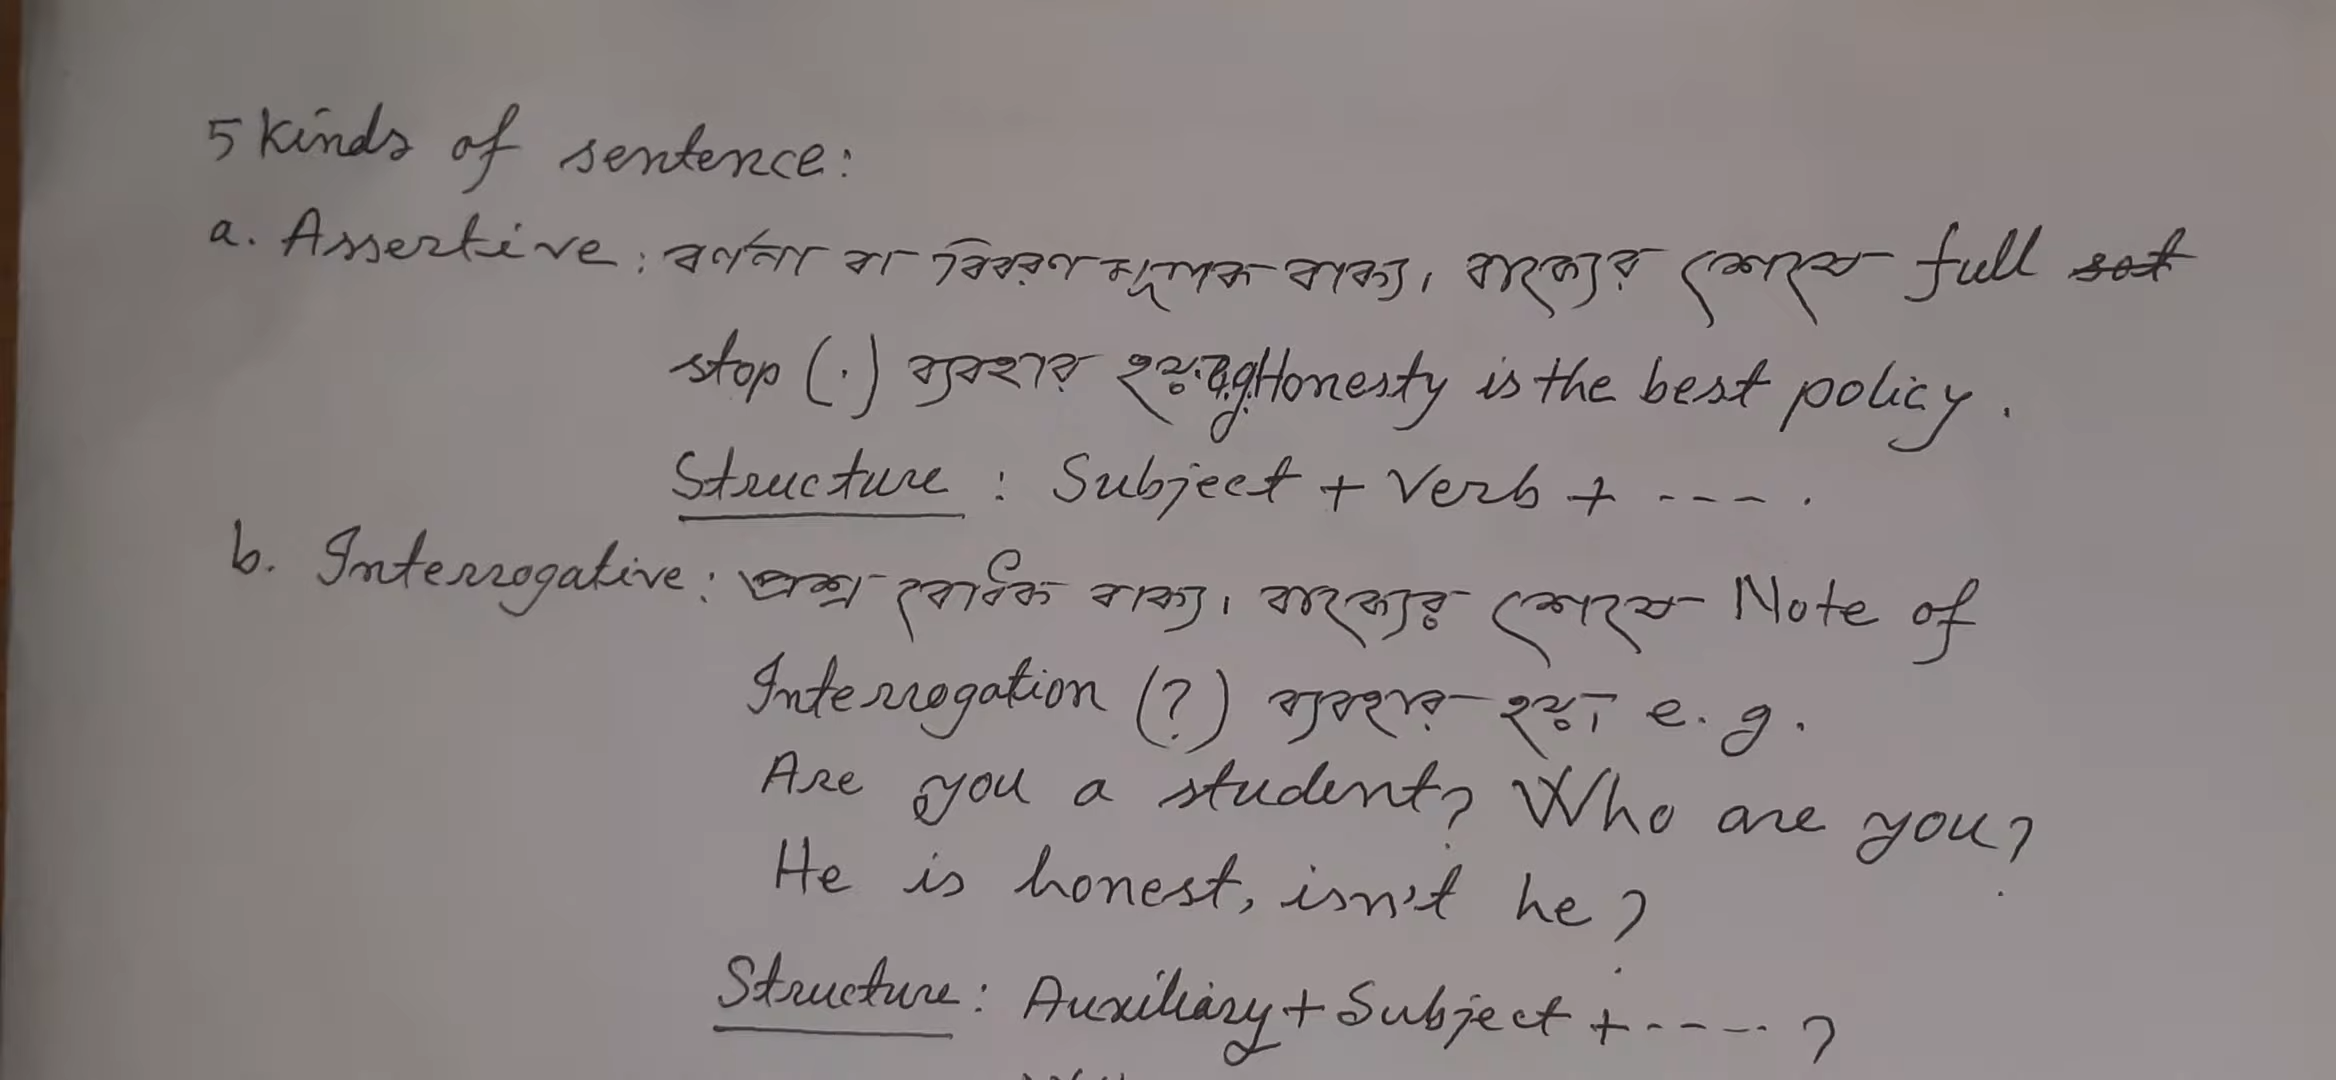 5 Kinds of sentence:
a. Assertive: বর্ণনা বা বিবরণ মূলক বাক্য, বাক্যের শেষে full
stop (.) ব্যবহার হয়। e.g. Honesty is the best policy.
Structure : Subject + Verb + ---- .
b. Interrogative: প্রশ্ন বোধক বাক্য, বাক্যের শেষে Note of
Interrogation (?) ব্যবহার হয়। e.g.
Are you a student? Who are you?
He is honest, isn't he?
Structure: Auxiliary + Subject + ----- ?